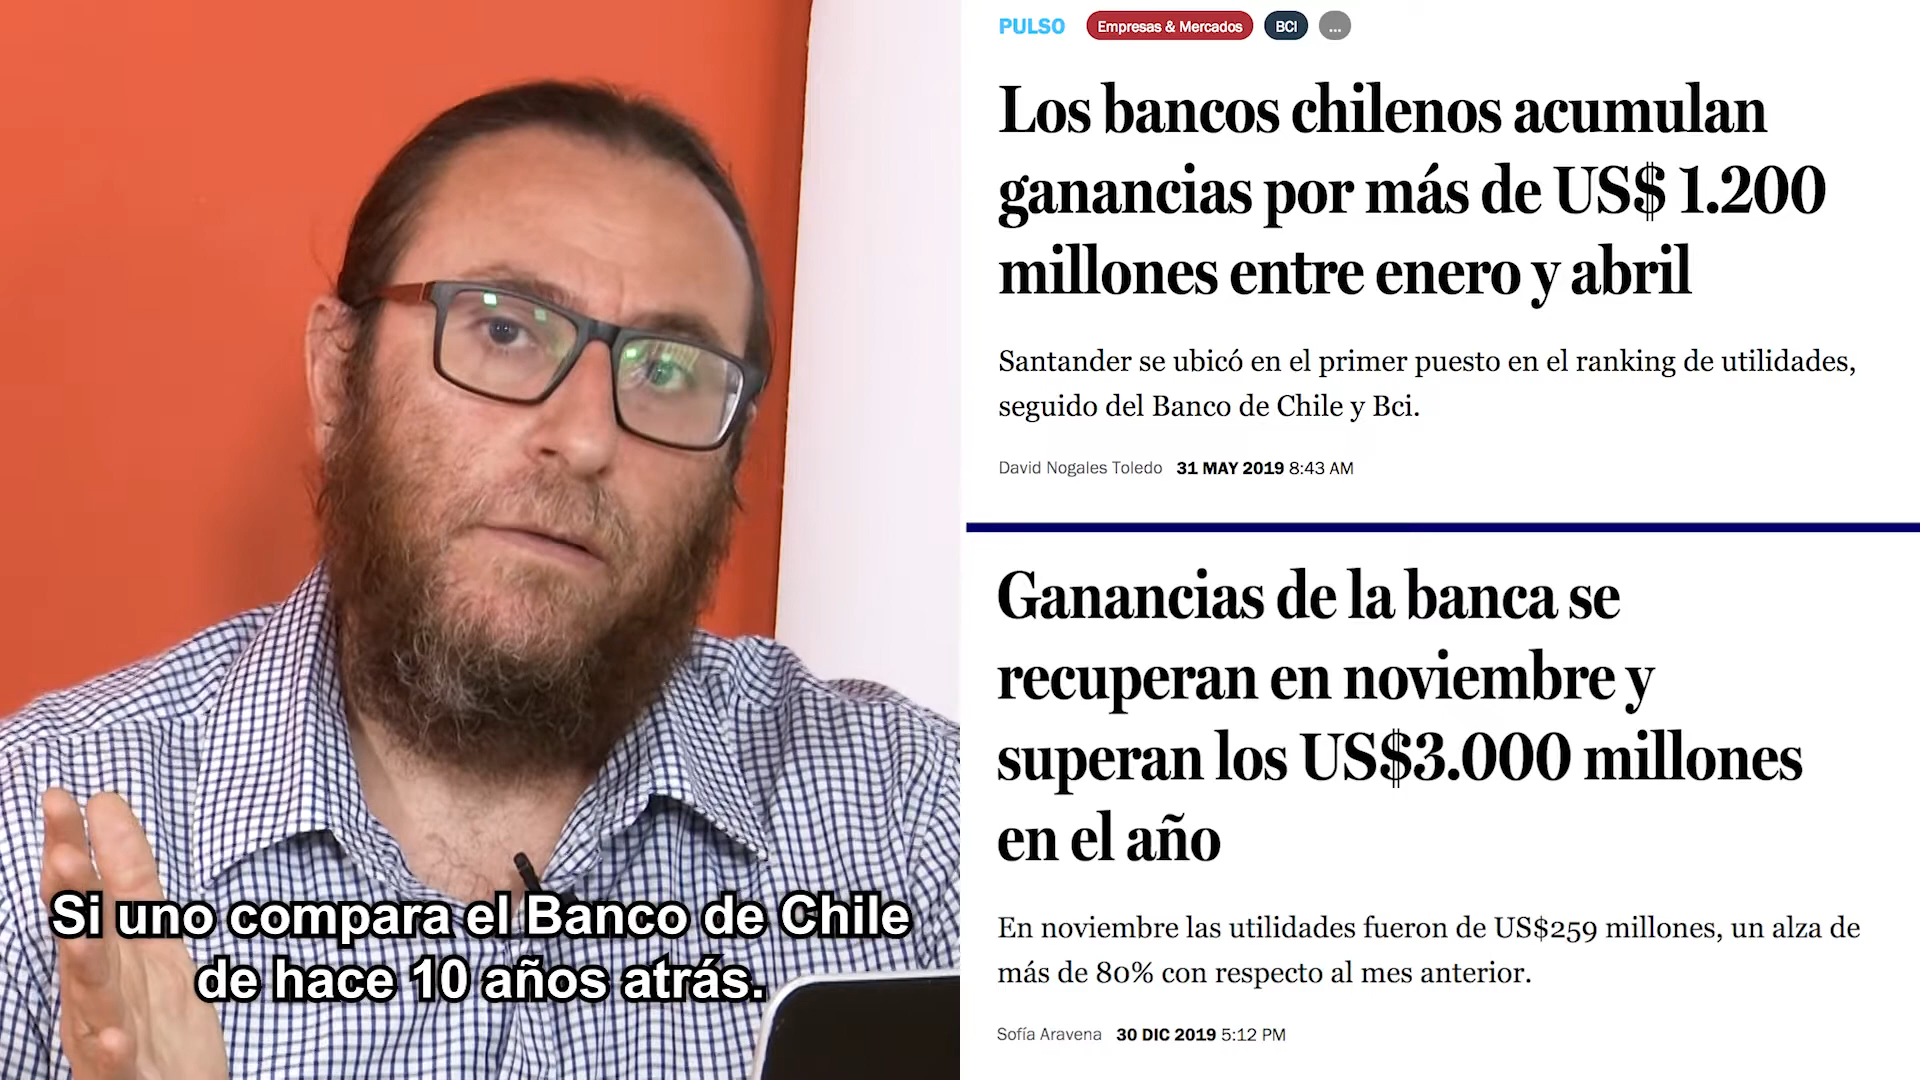 PULSO Empresas & Mercados BCI ...
Los bancos chilenos acumulan
ganancias por más de US$ 1.200
millones entre enero y abril
Santander se ubicó en el primer puesto en el ranking de utilidades,
seguido del Banco de Chile y Bci.
David Nogales Toledo 31 MAY 2019 8:43 AM
Ganancias de la banca se
recuperan en noviembre y
superan los US$3.000 millones
en el año
En noviembre las utilidades fueron de US$259 millones, un alza de
más de 80% con respecto al mes anterior.
Sofía Aravena 30 DIC 2019 5:12 PM
Si uno compara el Banco de Chile
de hace 10 años atrás.